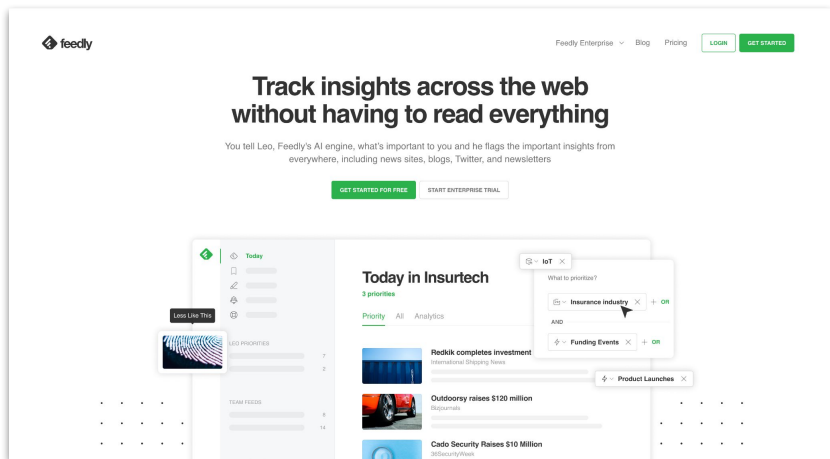 feedly
Feedly Enterprise
Blog
Pricing
LOGIN
GET STARTED
Track insights across the web
without having to read everything
You tell Leo, Feedly's AI engine, what's important to you and he flags the important insights from
everywhere, including news sites, blogs, Twitter, and newsletters
GET STARTED FOR FREE
START ENTERPRISE TRIAL
Today
LEO PRIORITIES
7
3
TEAM FEEDS
8
14
Less Like This
Today in Insurtech
3 priorities
Priority
All
Analytics
Redkik completes investment
International Shipping News
Outdoorsy raises $120 million
Bizjournals
Cado Security Raises $10 Million
36SecurityWeek
IoT
What to prioritize?
Insurance industry
OR
AND
Funding Events
OR
Product Launches